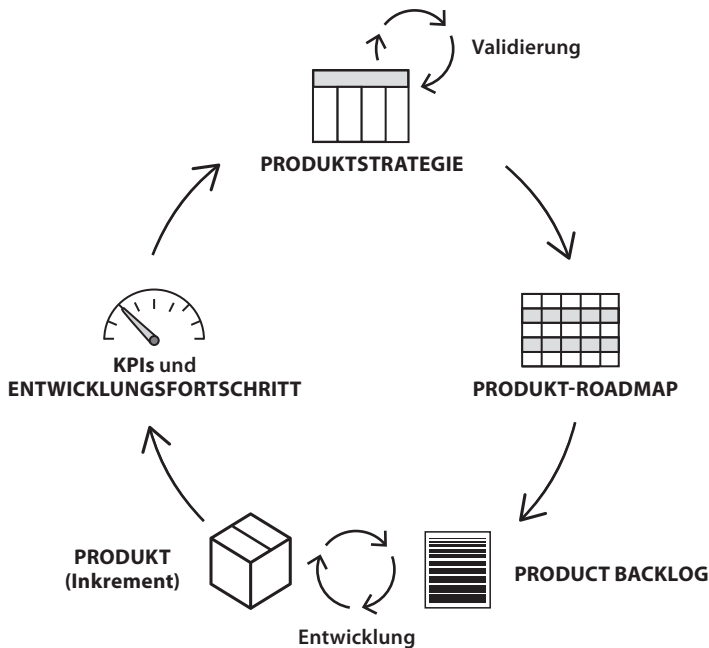 Validierung
PRODUKTSTRATEGIE
KPIs und
ENTWICKLUNGSFORTSCHRITT
PRODUKT-ROADMAP
PRODUKT
(Inkrement)
PRODUCT BACKLOG
Entwicklung